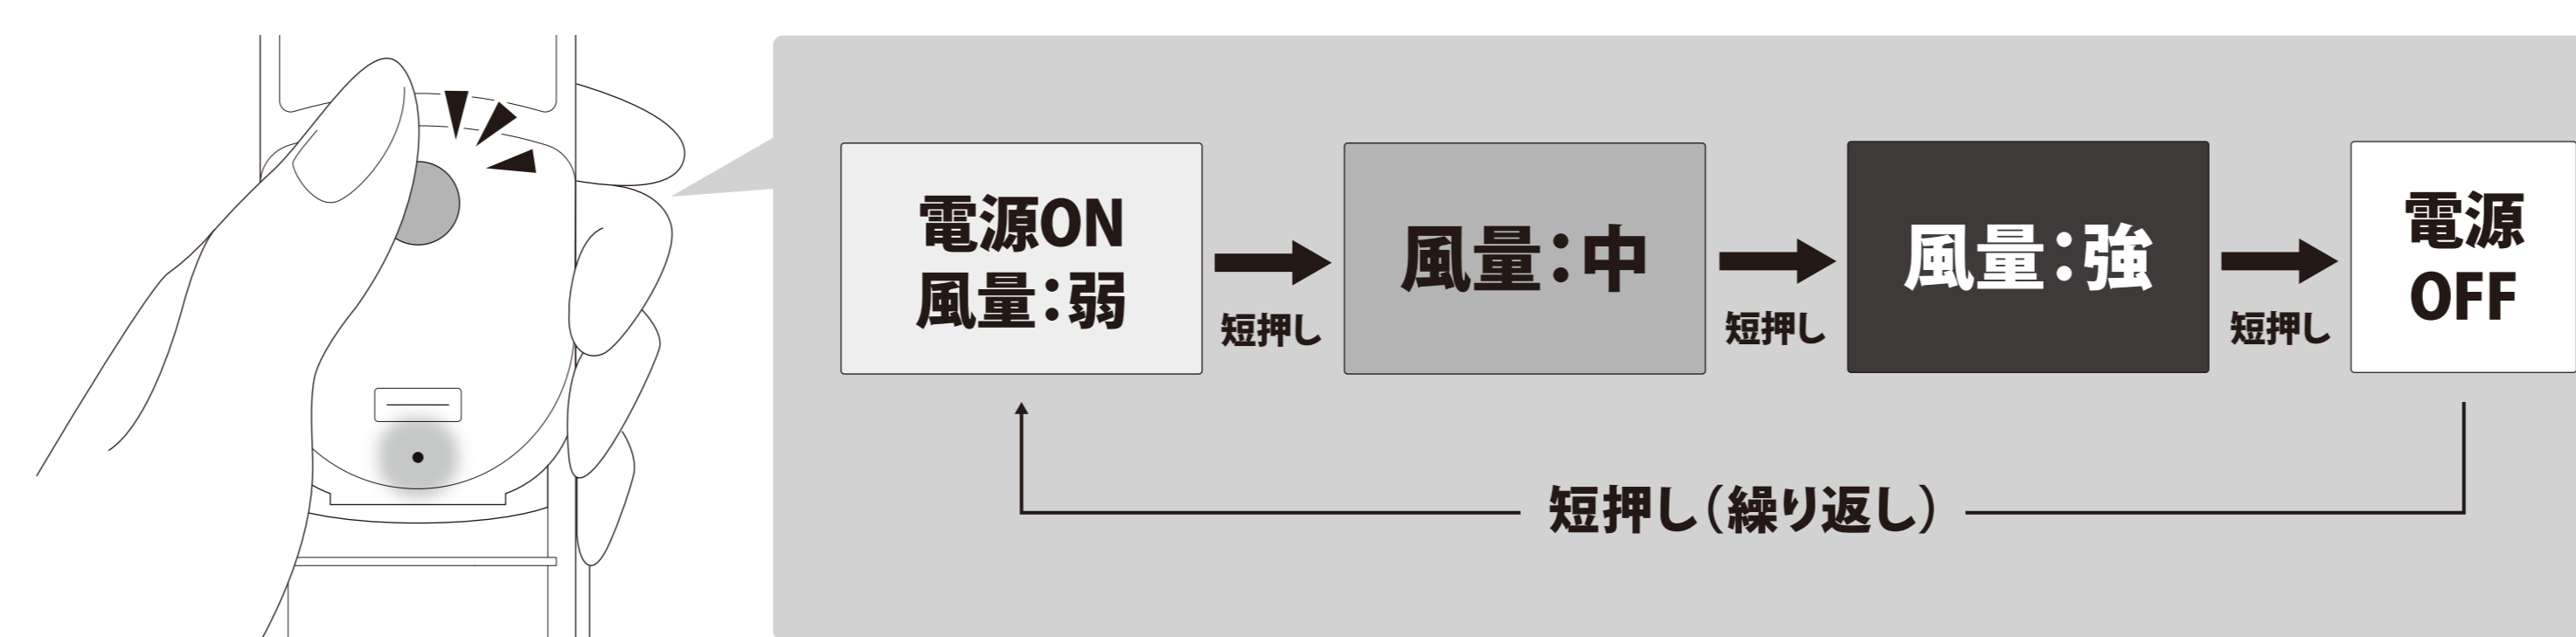 電源ON
風量：弱
短押し
風量：中
短押し
風量：強
短押し
電源
OFF
短押し（繰り返し）